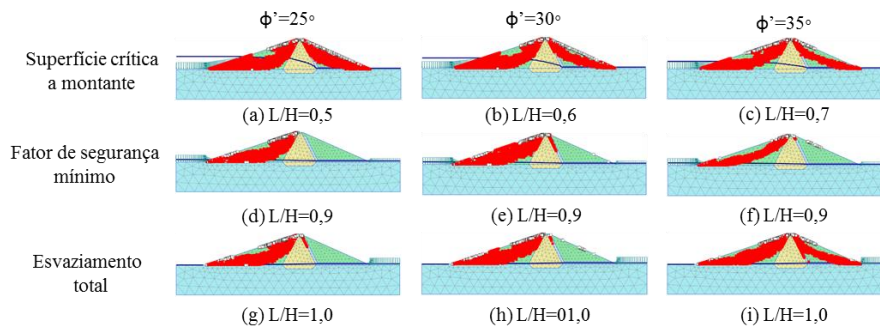 ϕ'=25° ϕ'=30° ϕ'=35°
Superfície crítica
a montante
(a) L/H=0,5 (b) L/H=0,6 (c) L/H=0,7
Fator de segurança
mínimo
(d) L/H=0,9 (e) L/H=0,9 (f) L/H=0,9
Esvaziamento
total
(g) L/H=1,0 (h) L/H=01,0 (i) L/H=1,0